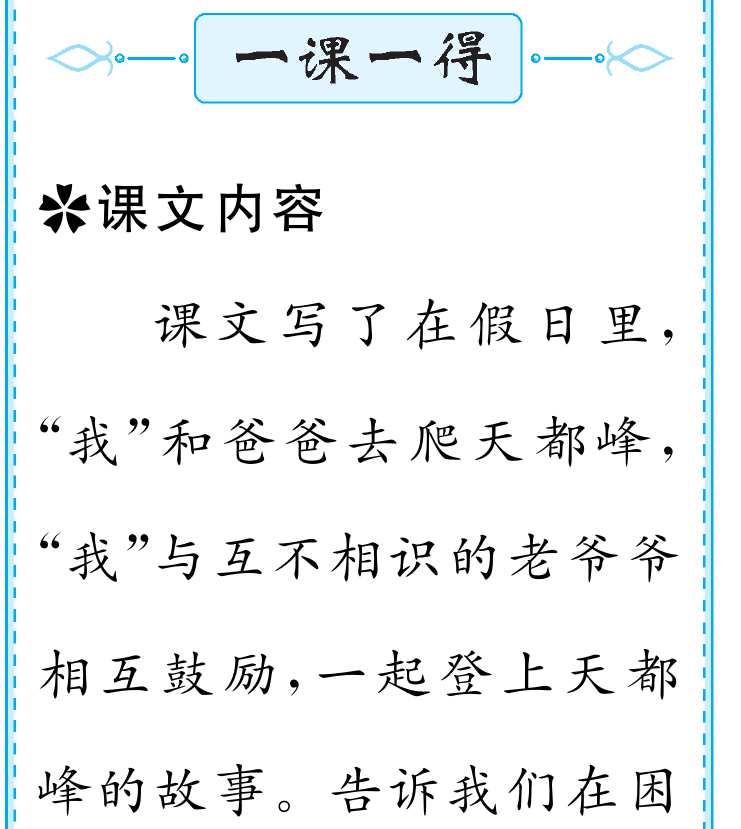 一课一得
课文内容
课文写了在假日里，
“我”和爸爸去爬天都峰，
“我”与互不相识的老爷爷
相互鼓励，一起登上天都
峰的故事。告诉我们在困